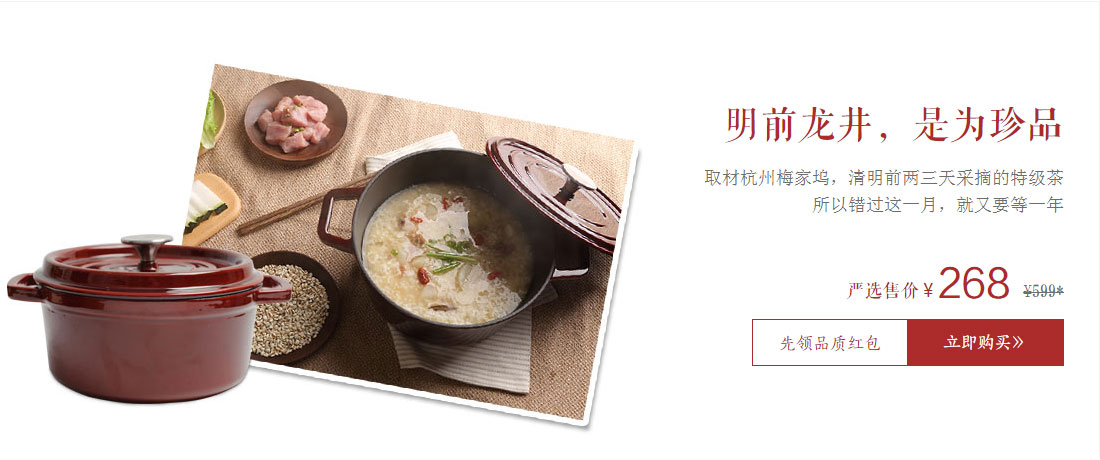 明前龙井，是为珍品
取材杭州梅家坞，清明前两三天采摘的特级茶
所以错过这一月，就又要等一年
严选售价¥268 ¥599*
先领品质红包 立即购买»